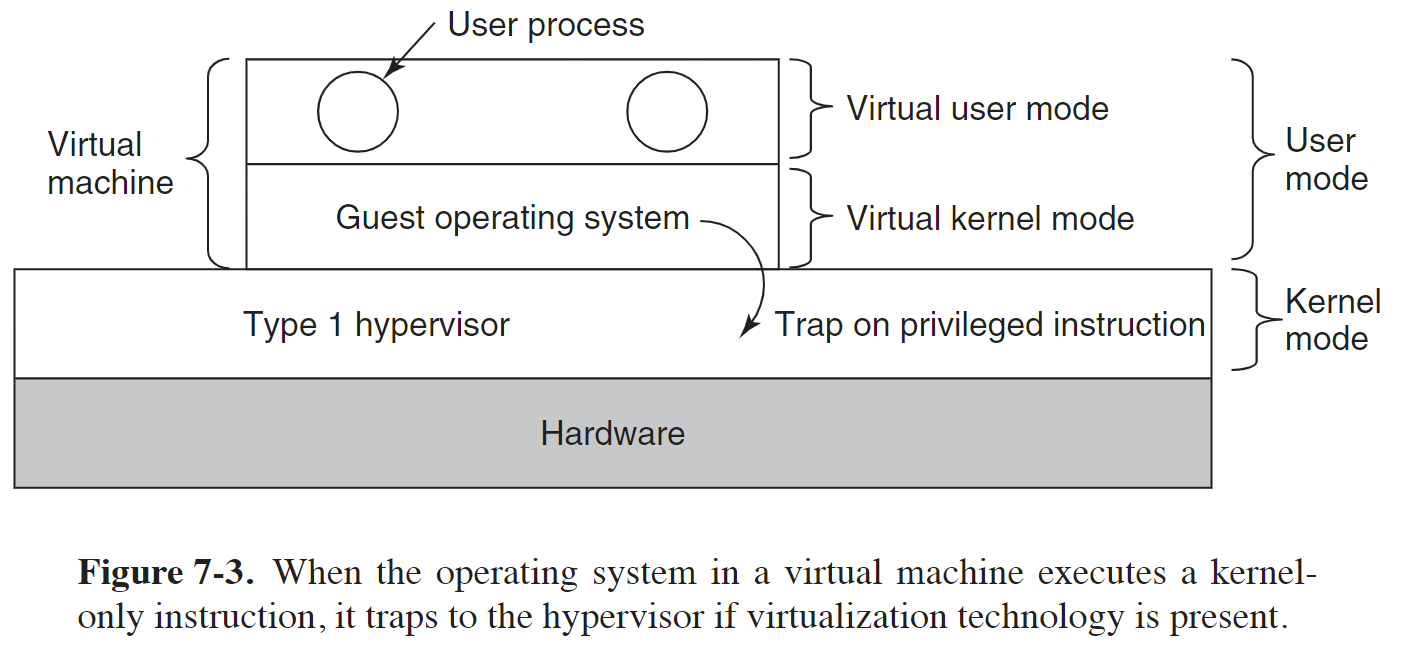 User process
Virtual user mode
Virtual
machine
User
mode
Guest operating system
Virtual kernel mode
Type 1 hypervisor
Trap on privileged instruction
Kernel
mode
Hardware
Figure 7-3. When the operating system in a virtual machine executes a kernel-
only instruction, it traps to the hypervisor if virtualization technology is present.